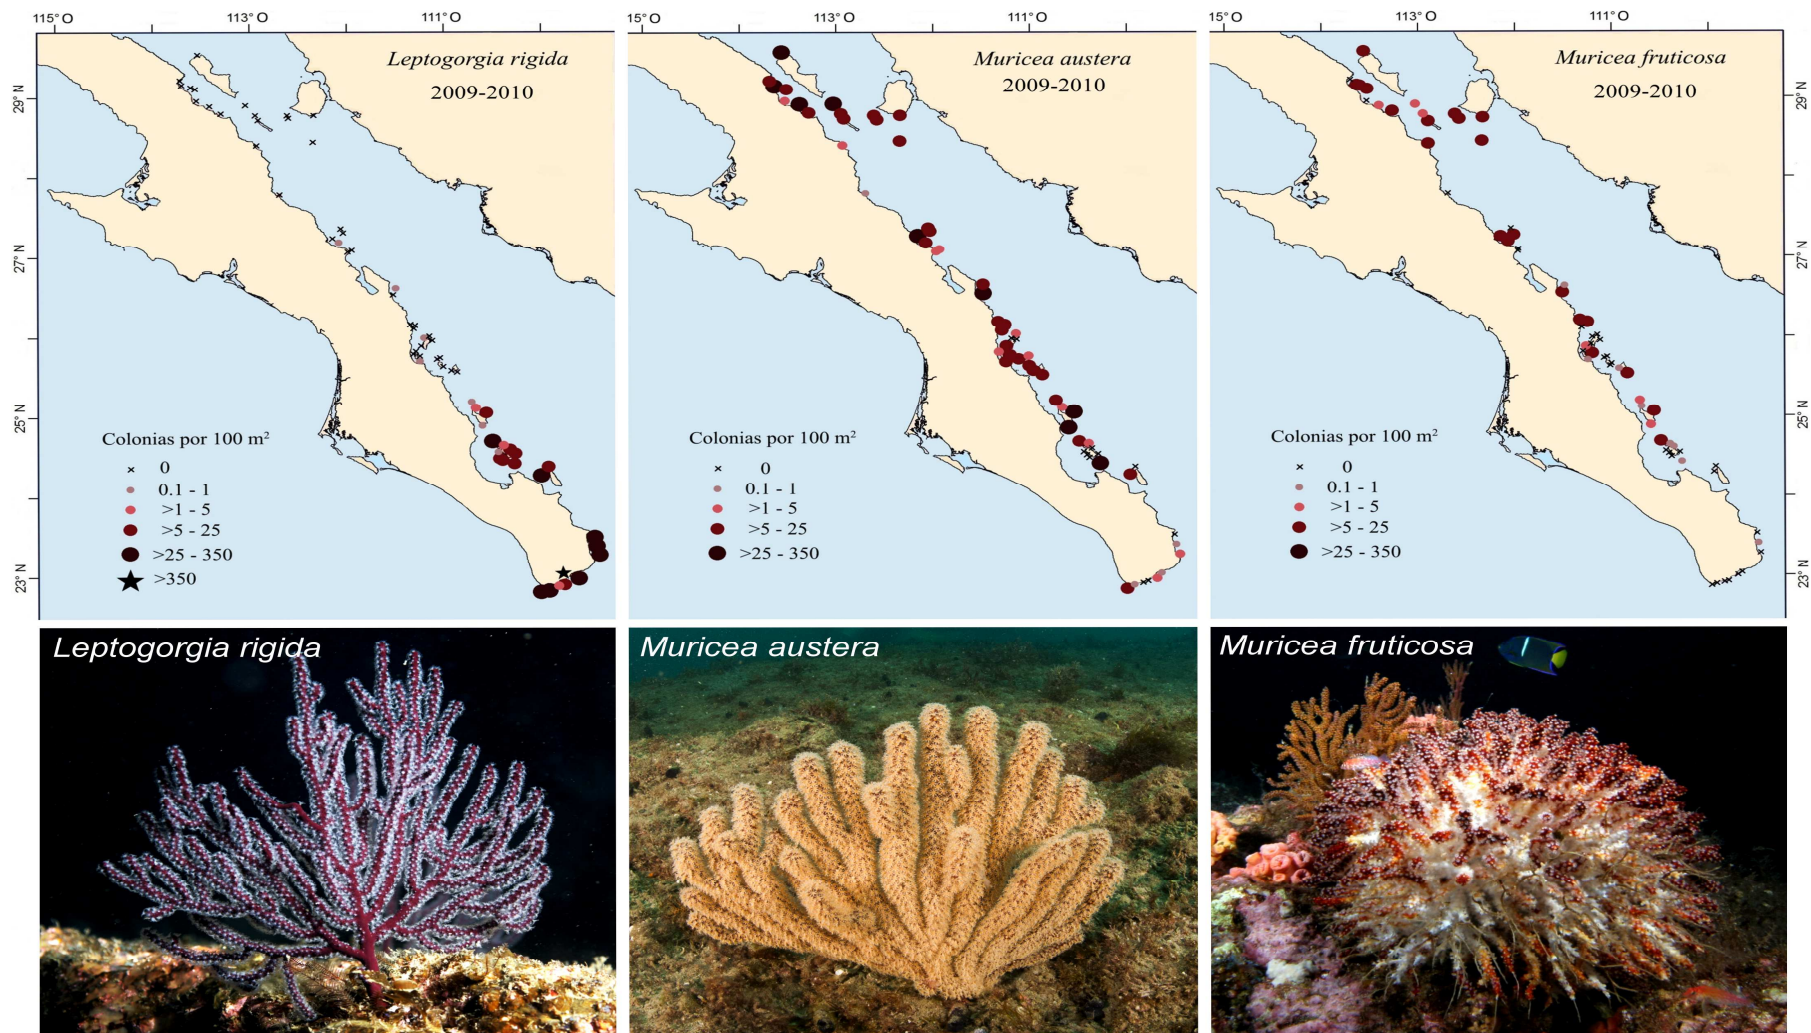 115° O 113° O 111° O
113° O 111° O
15° O 113° O 111° O
Leptogorgia rigida
2009-2010
Muricea austera
2009-2010
Muricea fruticosa
2009-2010
29° N
27° N
25° N
23° N
29° N
27° N
25° N
23° N
Colonias por 100 m²
0
0.1 - 1
>1 - 5
>5 - 25
>25 - 350
>350
Colonias por 100 m²
0
0.1 - 1
>1 - 5
>5 - 25
>25 - 350
Colonias por 100 m²
0
0.1 - 1
>1 - 5
>5 - 25
>25 - 350
Leptogorgia rigida
Muricea austera
Muricea fruticosa